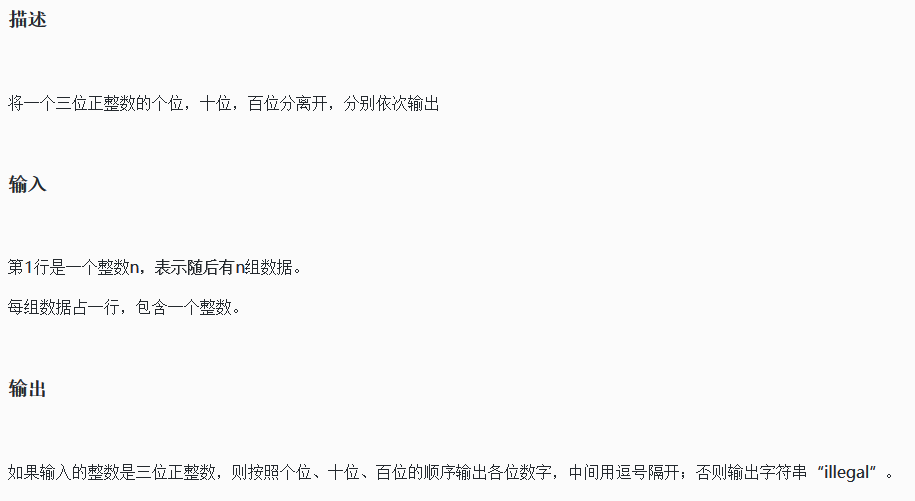 描述
将一个三位正整数的个位，十位，百位分离开，分别依次输出
输入
第1行是一个整数n，表示随后有n组数据。
每组数据占一行，包含一个整数。
输出
如果输入的整数是三位正整数，则按照个位、十位、百位的顺序输出各位数字，中间用逗号隔开；否则输出字符串“illegal”。